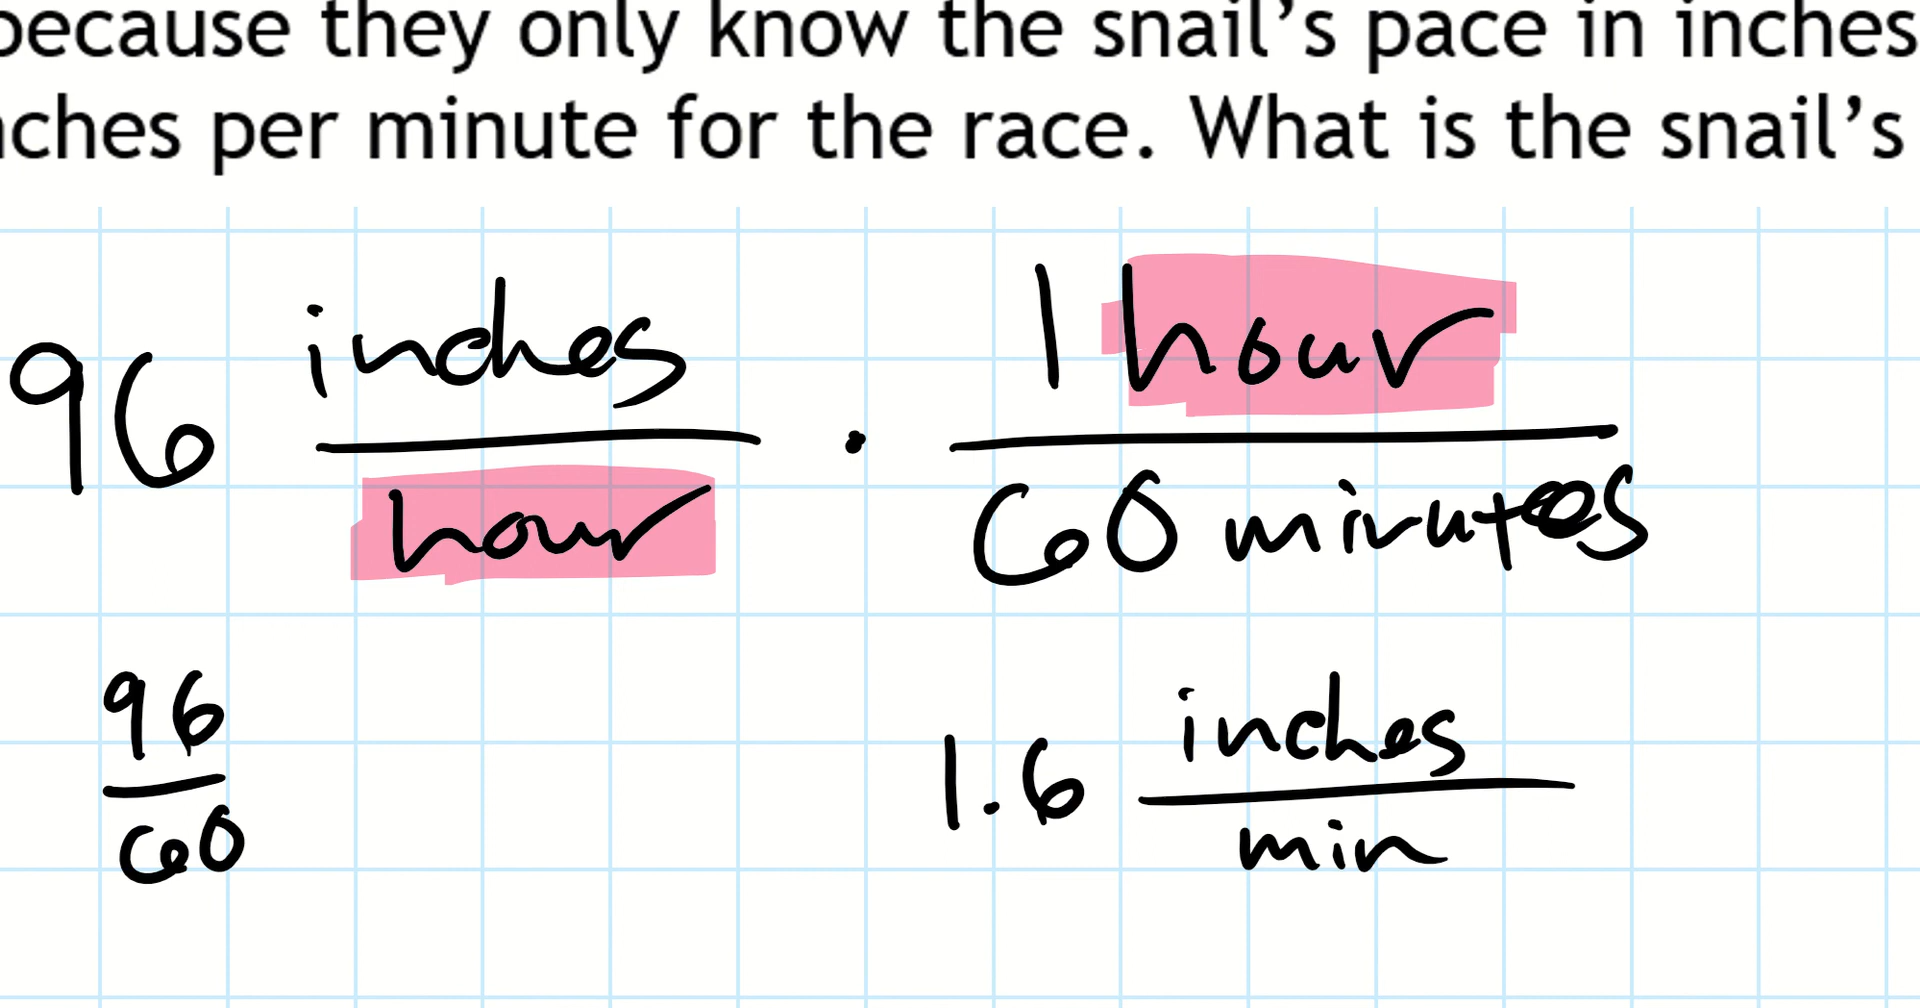 because they only know the snail's pace in inches
nches per minute for the race. What is the snail's
96 inches/hour · 1 hour/60 minutes
96/60 1.6 inches/min